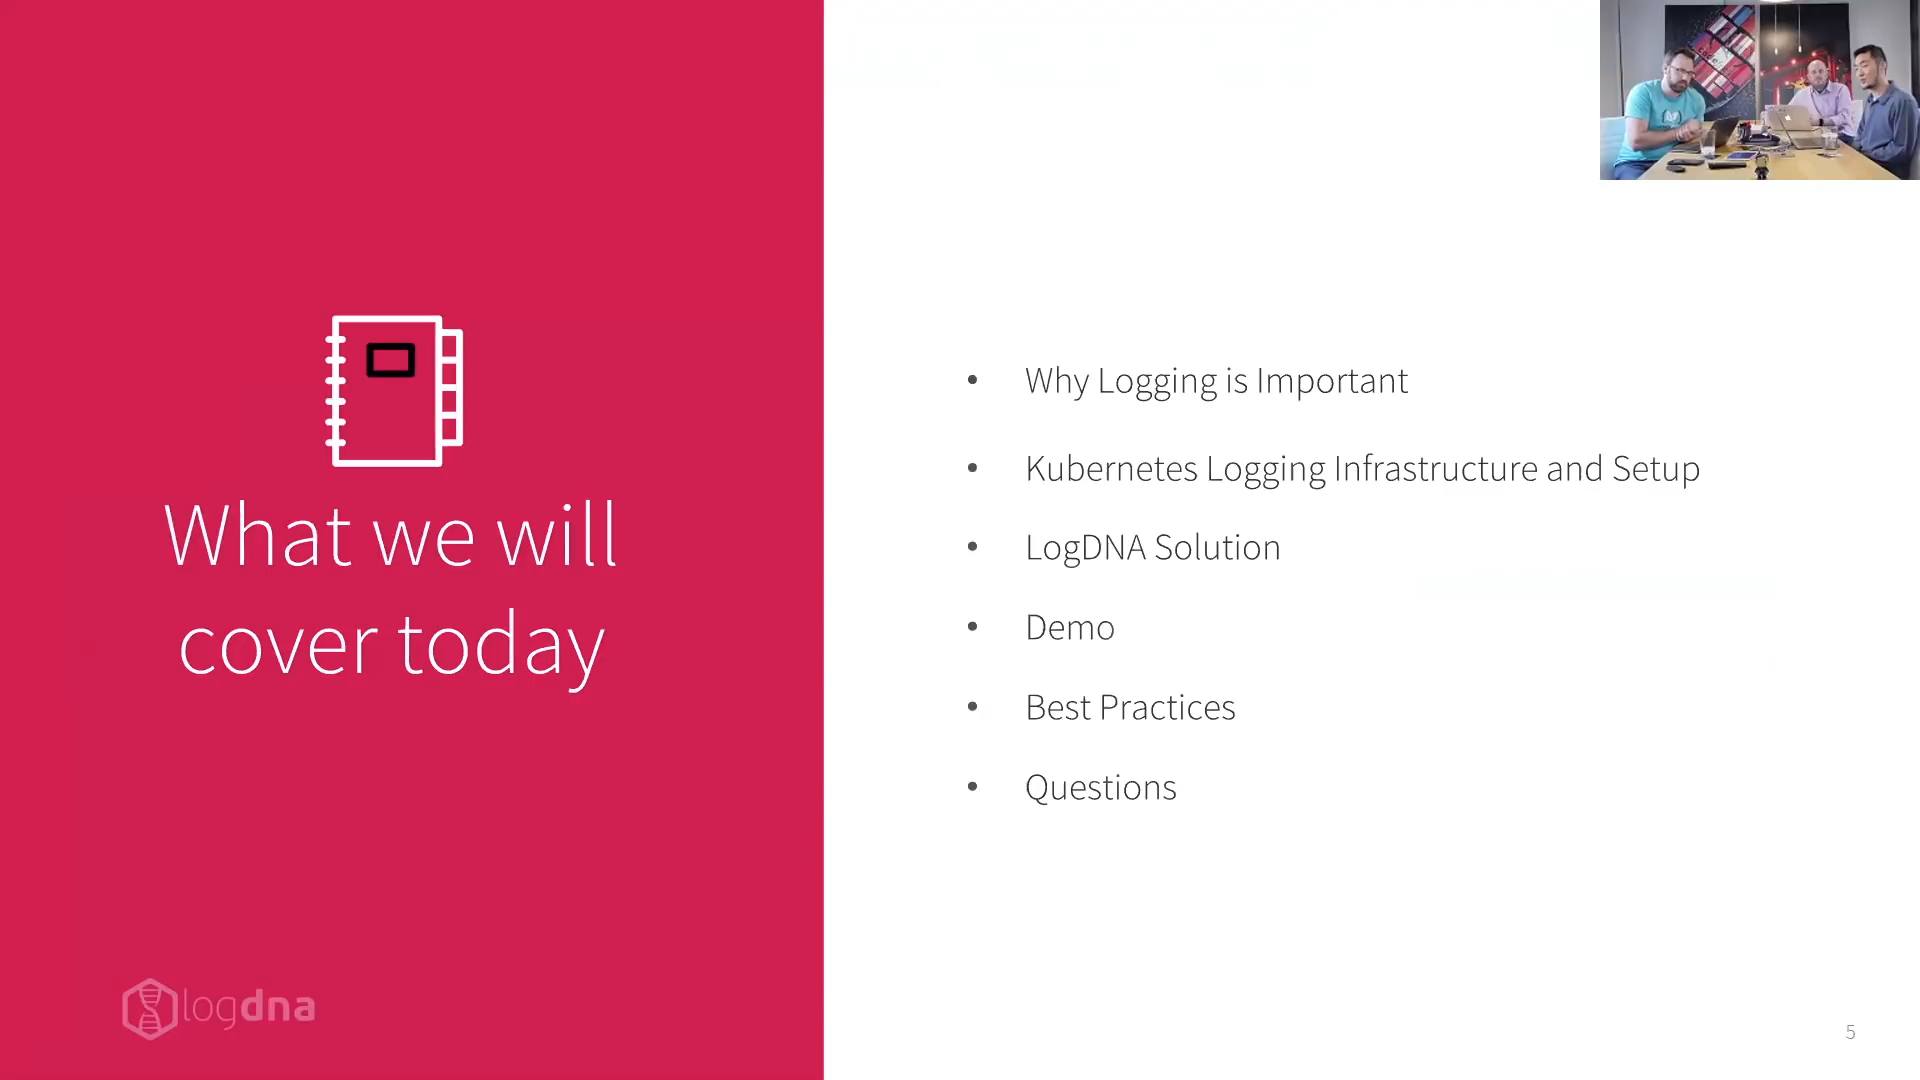 What we will
cover today
• Why Logging is Important
• Kubernetes Logging Infrastructure and Setup
• LogDNA Solution
• Demo
• Best Practices
• Questions
logdna
5